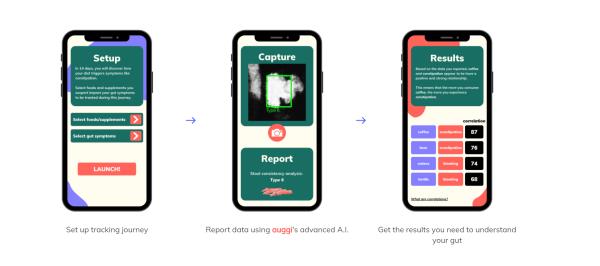 Setup
In 14 days, you will discover how
your diet triggers symptoms like
constipation.
Select foods and supplements you
suspect impact your gut symptoms
to be tracked during this journey.
Select foods/supplements
Select gut symptoms
LAUNCH!
Set up tracking journey
Capture
Type 6
Report
Stool consistency analysis:
Type 6
Report data using auggi's advanced A.I.
Results
Based on the data you reported, coffee
and constipation appear to have a
positive and strong relationship.
This means that the more you consume
coffee, the more you experience
constipation.
correlation
coffee constipation 87
constipation 76
bloating 74
bloating 68
What are correlations?
Get the results you need to understand
your gut